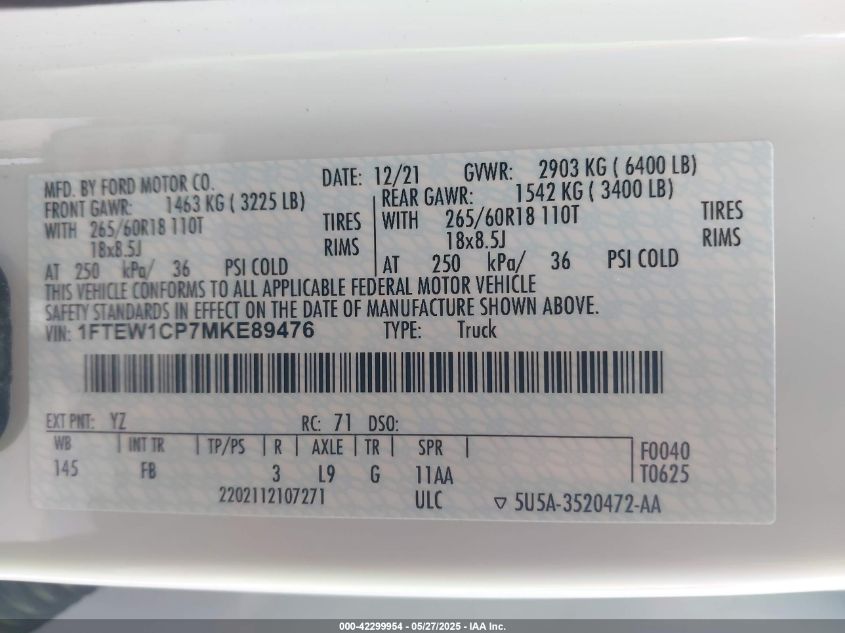 MFD. BY FORD MOTOR CO. DATE: 12/21 GVWR: 2903 KG ( 6400 LB)
FRONT GAWR: 1463 KG ( 3225 LB) REAR GAWR: 1542 KG ( 3400 LB)
WITH 265/60R18 110T TIRES WITH 265/60R18 110T TIRES
18x8.5J RIMS 18x8.5J RIMS
AT 250 kPa/ 36 PSI COLD AT 250 kPa/ 36 PSI COLD
THIS VEHICLE CONFORMS TO ALL APPLICABLE FEDERAL MOTOR VEHICLE
SAFETY STANDARDS IN EFFECT ON THE DATE OF MANUFACTURE SHOWN ABOVE.
VIN: 1FTEW1CP7MKE89476 TYPE: Truck
EXT PNT: YZ RC: 71 DSO:
WB INT TR TP/PS R AXLE TR SPR F0040
145 FB 3 L9 G 11AA T0625
2202112107271 ULC ▽ 5U5A-3520472-AA
000-42299954 - 05/27/2025 - IAA Inc.